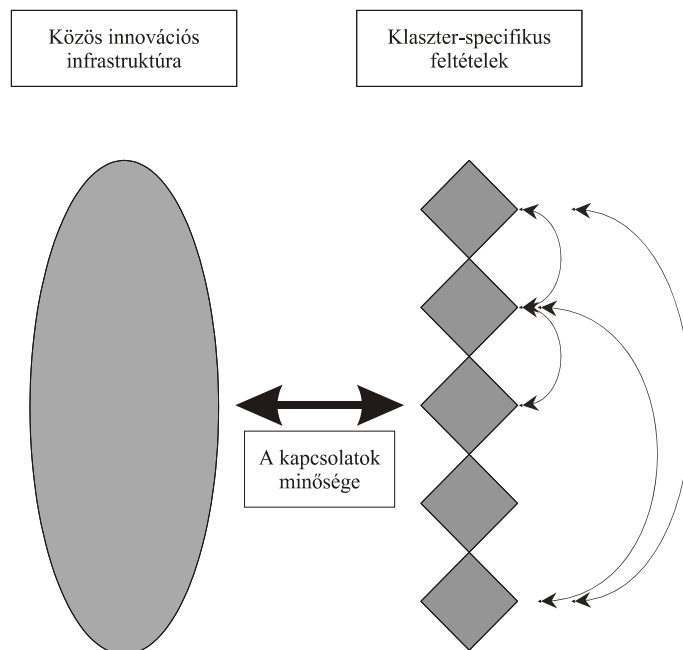 Közös innovációs
infrastruktúra
Klaszter-specifikus
feltételek
A kapcsolatok
minősége